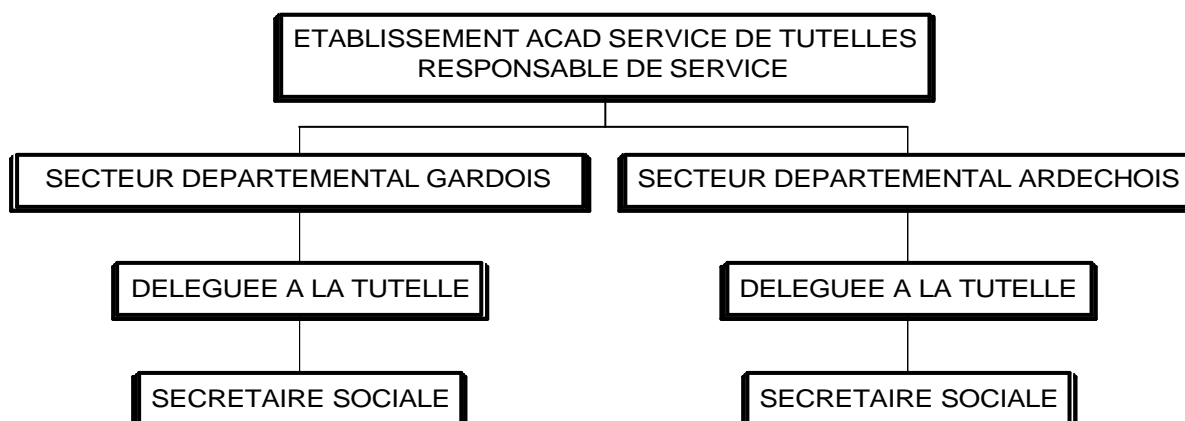 ETABLISSEMENT ACAD SERVICE DE TUTELLES
RESPONSABLE DE SERVICE
SECTEUR DEPARTEMENTAL GARDOIS
SECTEUR DEPARTEMENTAL ARDECHOIS
DELEGUEE A LA TUTELLE
DELEGUEE A LA TUTELLE
SECRETAIRE SOCIALE
SECRETAIRE SOCIALE